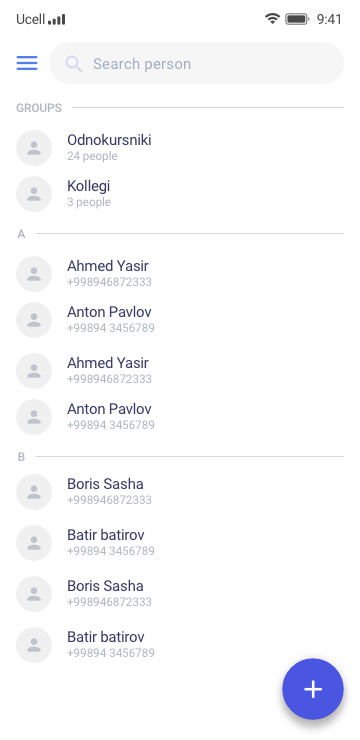 Ucell 9:41
Search person
GROUPS
Odnokursniki
24 people
Kollegi
3 people
A
Ahmed Yasir
+998946872333
Anton Pavlov
+99894 3456789
Ahmed Yasir
+998946872333
Anton Pavlov
+99894 3456789
B
Boris Sasha
+998946872333
Batir batirov
+99894 3456789
Boris Sasha
+998946872333
Batir batirov
+99894 3456789